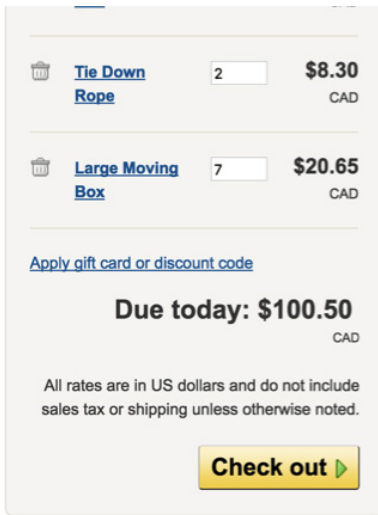 Tie Down 2 $8.30
Rope CAD
Large Moving 7 $20.65
Box CAD
Apply gift card or discount code
Due today: $100.50
CAD
All rates are in US dollars and do not include
sales tax or shipping unless otherwise noted.
Check out